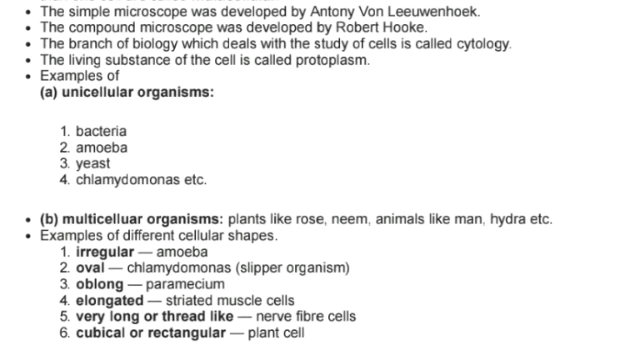 • The simple microscope was developed by Antony Von Leeuwenhoek.
• The compound microscope was developed by Robert Hooke.
• The branch of biology which deals with the study of cells is called cytology.
• The living substance of the cell is called protoplasm.
• Examples of
(a) unicellular organisms:
1. bacteria
2. amoeba
3. yeast
4. chlamydomonas etc.
• (b) multicelluar organisms: plants like rose, neem, animals like man, hydra etc.
• Examples of different cellular shapes.
1. irregular — amoeba
2. oval — chlamydomonas (slipper organism)
3. oblong — paramecium
4. elongated — striated muscle cells
5. very long or thread like — nerve fibre cells
6. cubical or rectangular — plant cell